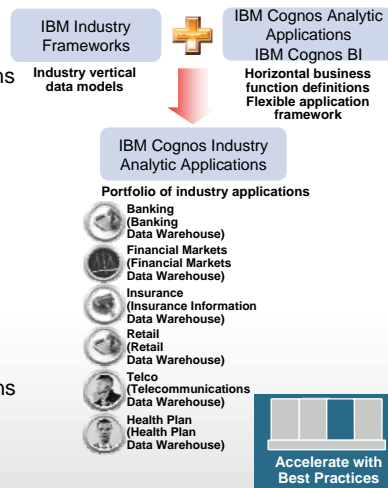 IBM Industry
Frameworks
IBM Cognos Analytic
Applications
IBM Cognos BI
ns
Industry vertical
data models
Horizontal business
function definitions
Flexible application
framework
IBM Cognos Industry
Analytic Applications
Portfolio of industry applications
Banking
(Banking
Data Warehouse)
Financial Markets
(Financial Markets
Data Warehouse)
Insurance
(Insurance Information
Data Warehouse)
Retail
(Retail
Data Warehouse)
ns
Telco
(Telecommunications
Data Warehouse)
Health Plan
(Health Plan
Data Warehouse)
Accelerate with
Best Practices